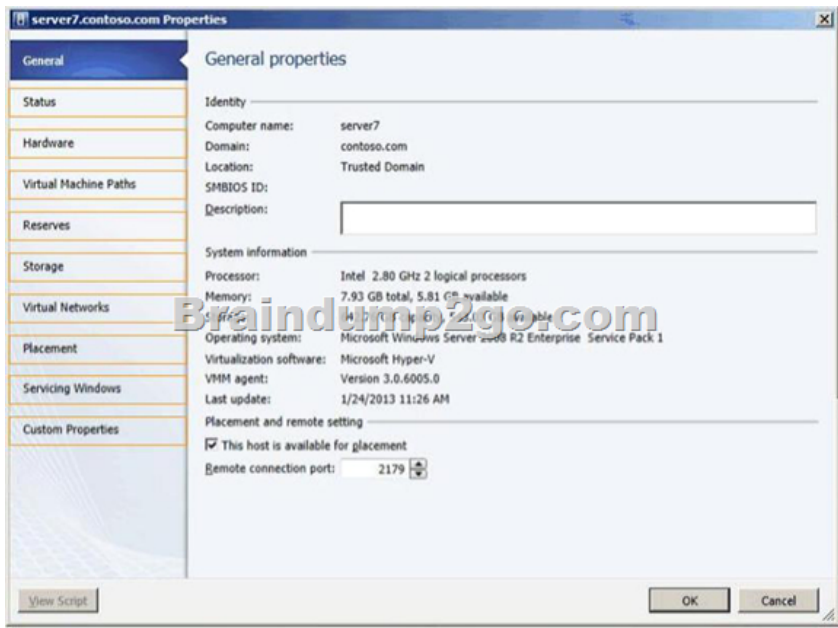 server7.contoso.com Properties
General
Status
Hardware
Virtual Machine Paths
Reserves
Storage
Virtual Networks
Placement
Servicing Windows
Custom Properties
General properties
Identity
Computer name: server7
Domain: contoso.com
Location: Trusted Domain
SMBIOS ID:
Description:
System information
Processor: Intel 2.80 GHz 2 logical processors
Memory: 7.93 GB total, 5.81 GB available
Braindump2go.com
Operating system: Microsoft Windows Server 2008 R2 Enterprise Service Pack 1
Virtualization software: Microsoft Hyper-V
VMM agent: Version 3.0.6005.0
Last update: 1/24/2013 11:26 AM
Placement and remote setting
This host is available for placement
Remote connection port: 2179
View Script
OK
Cancel